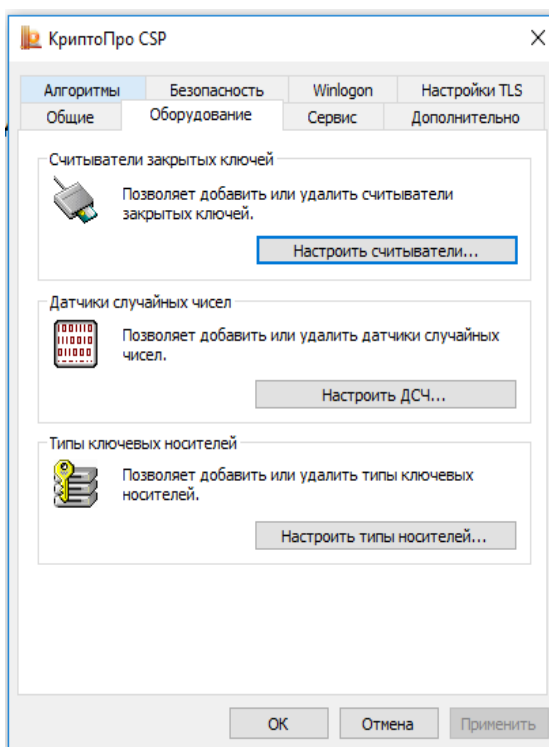 КриптоПро CSP
Алгоритмы Безопасность Winlogon Настройки TLS
Общие Оборудование Сервис Дополнительно
Считыватели закрытых ключей
Позволяет добавить или удалить считыватели
закрытых ключей.
Настроить считыватели...
Датчики случайных чисел
Позволяет добавить или удалить датчики случайных
чисел.
Настроить ДСЧ...
Типы ключевых носителей
Позволяет добавить или удалить типы ключевых
носителей.
Настроить типы носителей...
ОК Отмена Применить